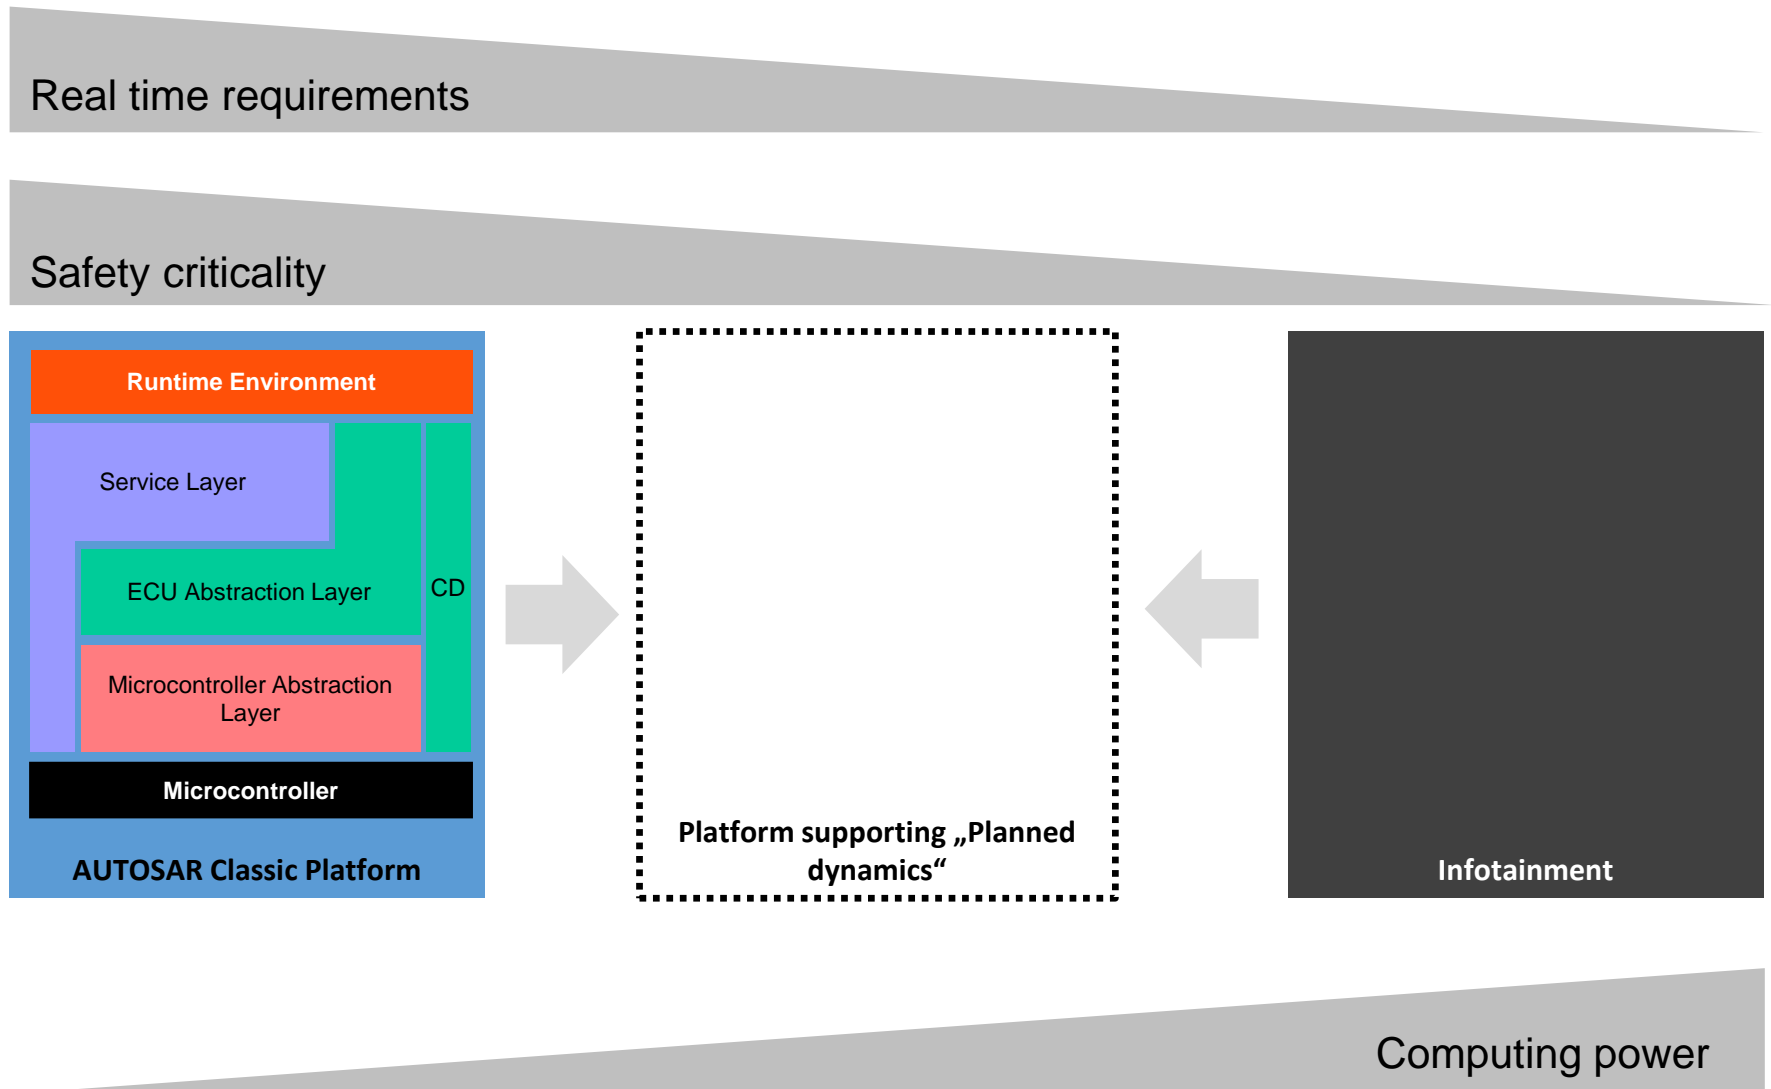 Real time requirements
Safety criticality
Runtime Environment
Service Layer
ECU Abstraction Layer
CD
Microcontroller Abstraction
Layer
Microcontroller
AUTOSAR Classic Platform
Platform supporting „Planned
dynamics“
Infotainment
Computing power